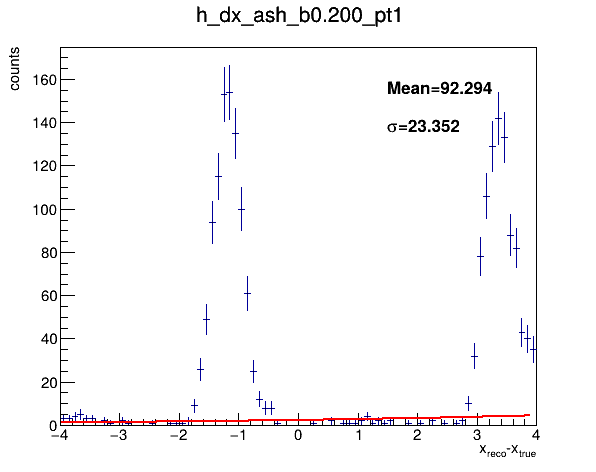 h_dx_ash_b0.200_pt1
counts
160
140
120
100
80
60
40
20
0
Mean=92.294
σ=23.352
−4 −3 −2 −1 0 1 2 3 4
x_reco-x_true